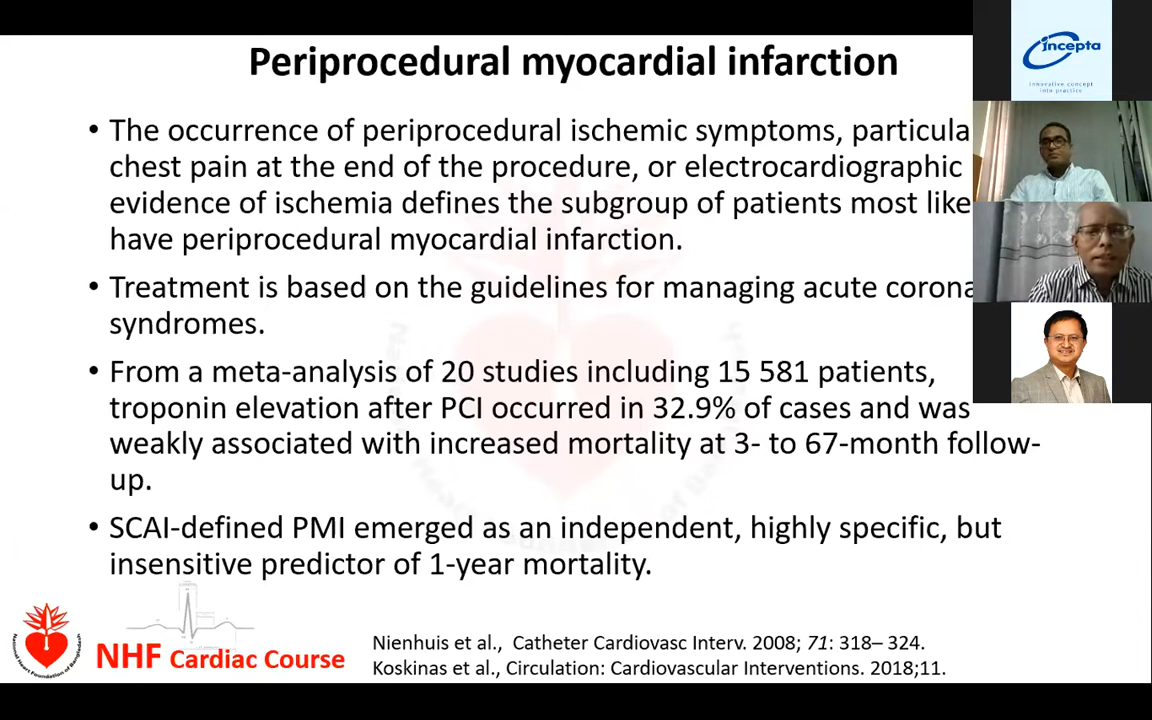 Periprocedural myocardial infarction
• The occurrence of periprocedural ischemic symptoms, particula
chest pain at the end of the procedure, or electrocardiographic
evidence of ischemia defines the subgroup of patients most like
have periprocedural myocardial infarction.
• Treatment is based on the guidelines for managing acute corona
syndromes.
• From a meta-analysis of 20 studies including 15 581 patients,
troponin elevation after PCI occurred in 32.9% of cases and was
weakly associated with increased mortality at 3- to 67-month follow-
up.
• SCAI-defined PMI emerged as an independent, highly specific, but
insensitive predictor of 1-year mortality.
NHF Cardiac Course
Nienhuis et al., Catheter Cardiovasc Interv. 2008; 71: 318– 324.
Koskinas et al., Circulation: Cardiovascular Interventions. 2018;11.
National Heart Foundation of Bangladesh
incepta
innovative concept
into practice